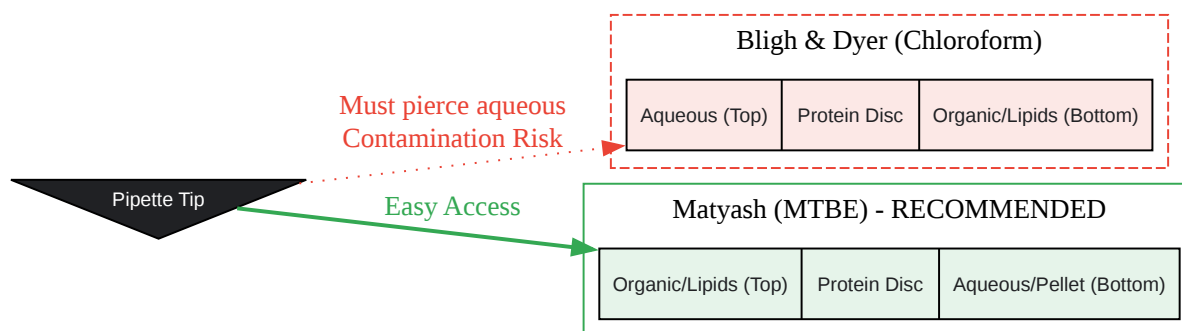 Bligh & Dyer (Chloroform)
Aqueous (Top)
Protein Disc
Organic/Lipids (Bottom)
Must pierce aqueous
Contamination Risk
Pipette Tip
Easy Access
Matyash (MTBE) - RECOMMENDED
Organic/Lipids (Top)
Protein Disc
Aqueous/Pellet (Bottom)